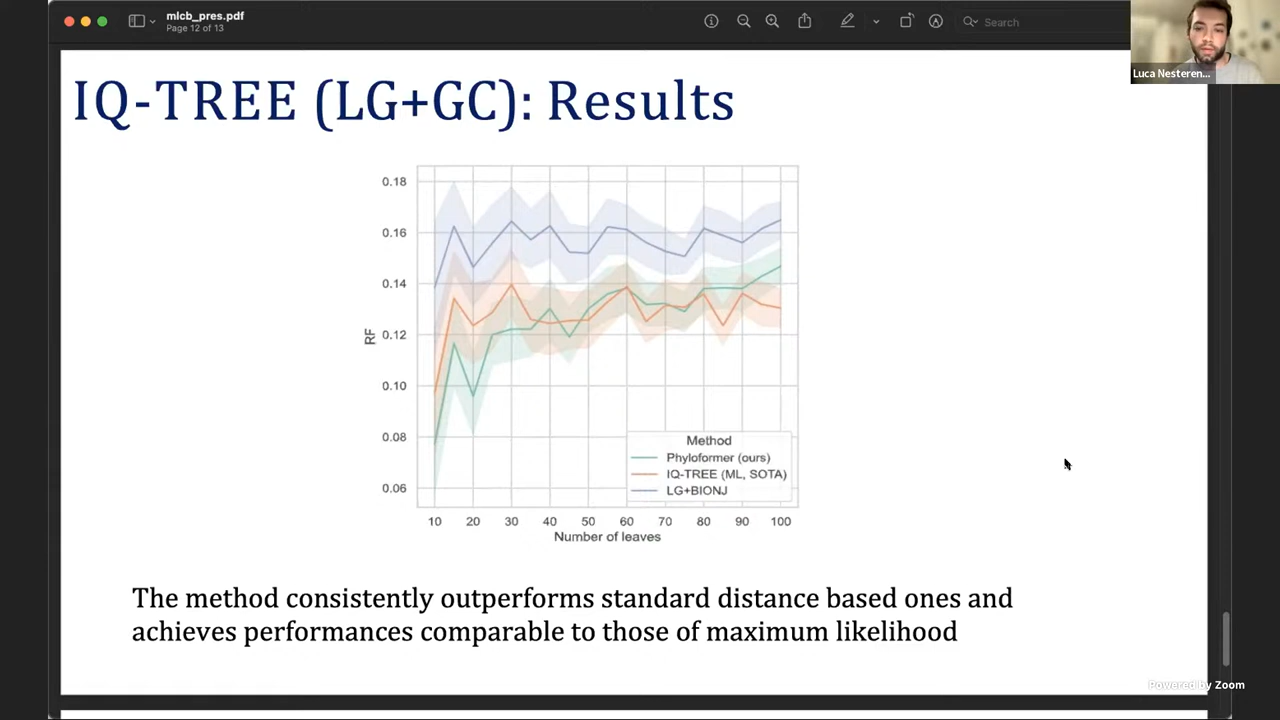 mlcb_pres.pdf
Page 12 of 13
Search
Luca Nesteren...
IQ-TREE (LG+GC): Results
0.18
0.16
0.14
0.12
0.10
0.08
0.06
RF
Method
Phyloformer (ours)
IQ-TREE (ML, SOTA)
LG+BIONJ
10 20 30 40 50 60 70 80 90 100
Number of leaves
The method consistently outperforms standard distance based ones and
achieves performances comparable to those of maximum likelihood
Powered by Zoom